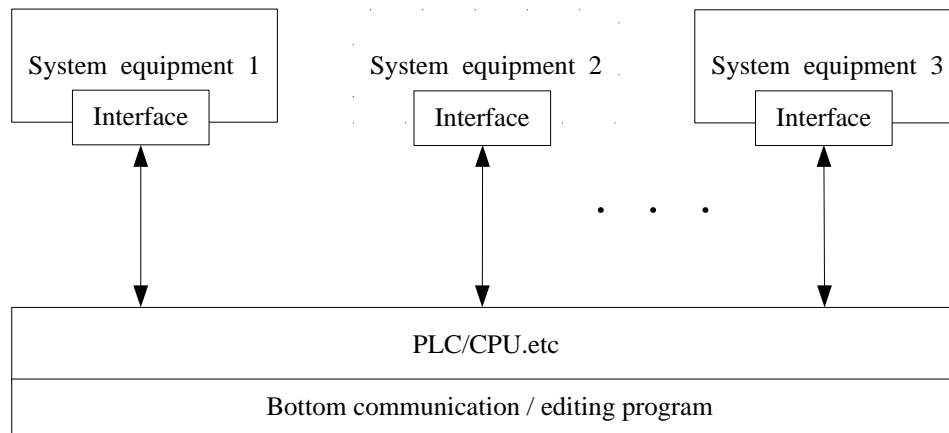 System equipment 1
System equipment 2
System equipment 3
Interface
Interface
Interface
. . .
PLC/CPU.etc
Bottom communication / editing program